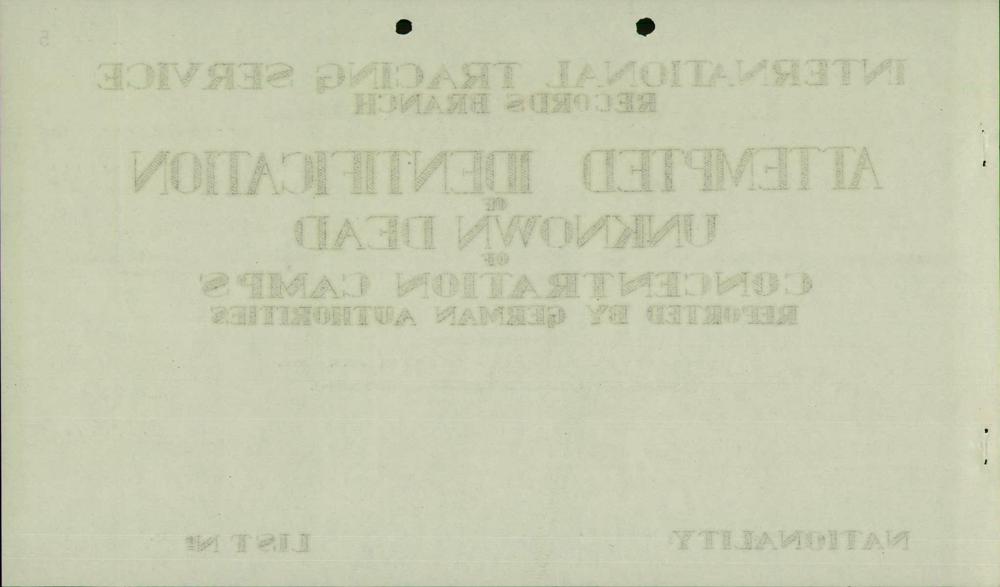 5
INTERNATIONAL TRACING SERVICE
RECORDS BRANCH
ATTEMPTED IDENTIFICATION
OF
UNKNOWN DEAD
OF
CONCENTRATION CAMPS
REPORTED BY GERMAN AUTHORITIES
NATIONALITY LIST Nº